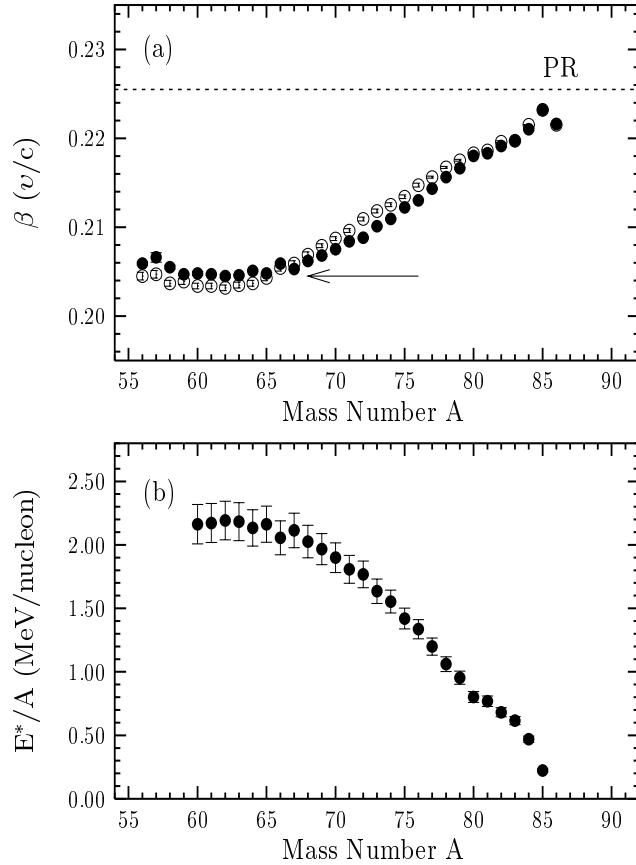 (a)
PR
0.23
0.22
0.21
0.20
β (υ/c)
55 60 65 70 75 80 85 90
Mass Number A
(b)
2.50
2.00
1.50
1.00
0.50
0.00
E*/A (MeV/nucleon)
55 60 65 70 75 80 85 90
Mass Number A